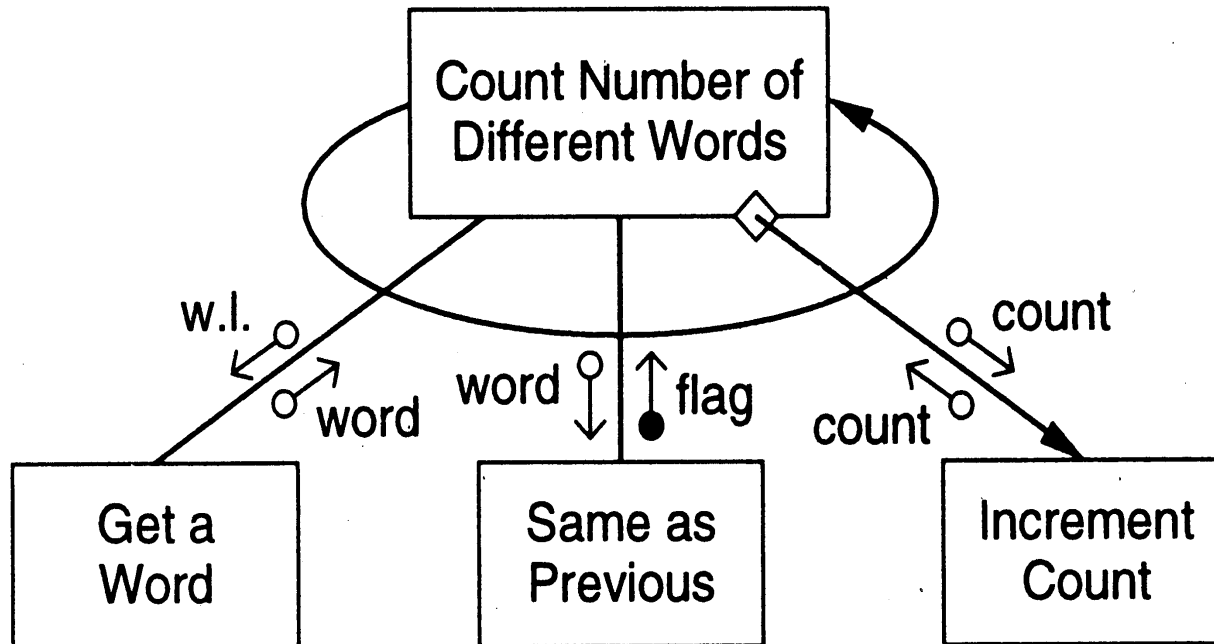 Count Number of
Different Words
w.l.
word
word
flag
count
count
Get a
Word
Same as
Previous
Increment
Count